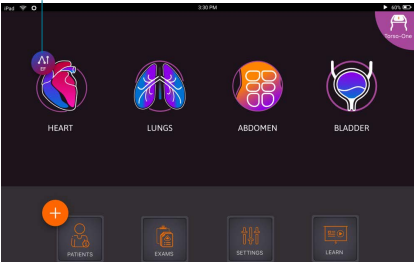 iPad 3:30 PM 60%
Torso-One
AI
EF
HEART LUNGS ABDOMEN BLADDER
PATIENTS EXAMS SETTINGS LEARN